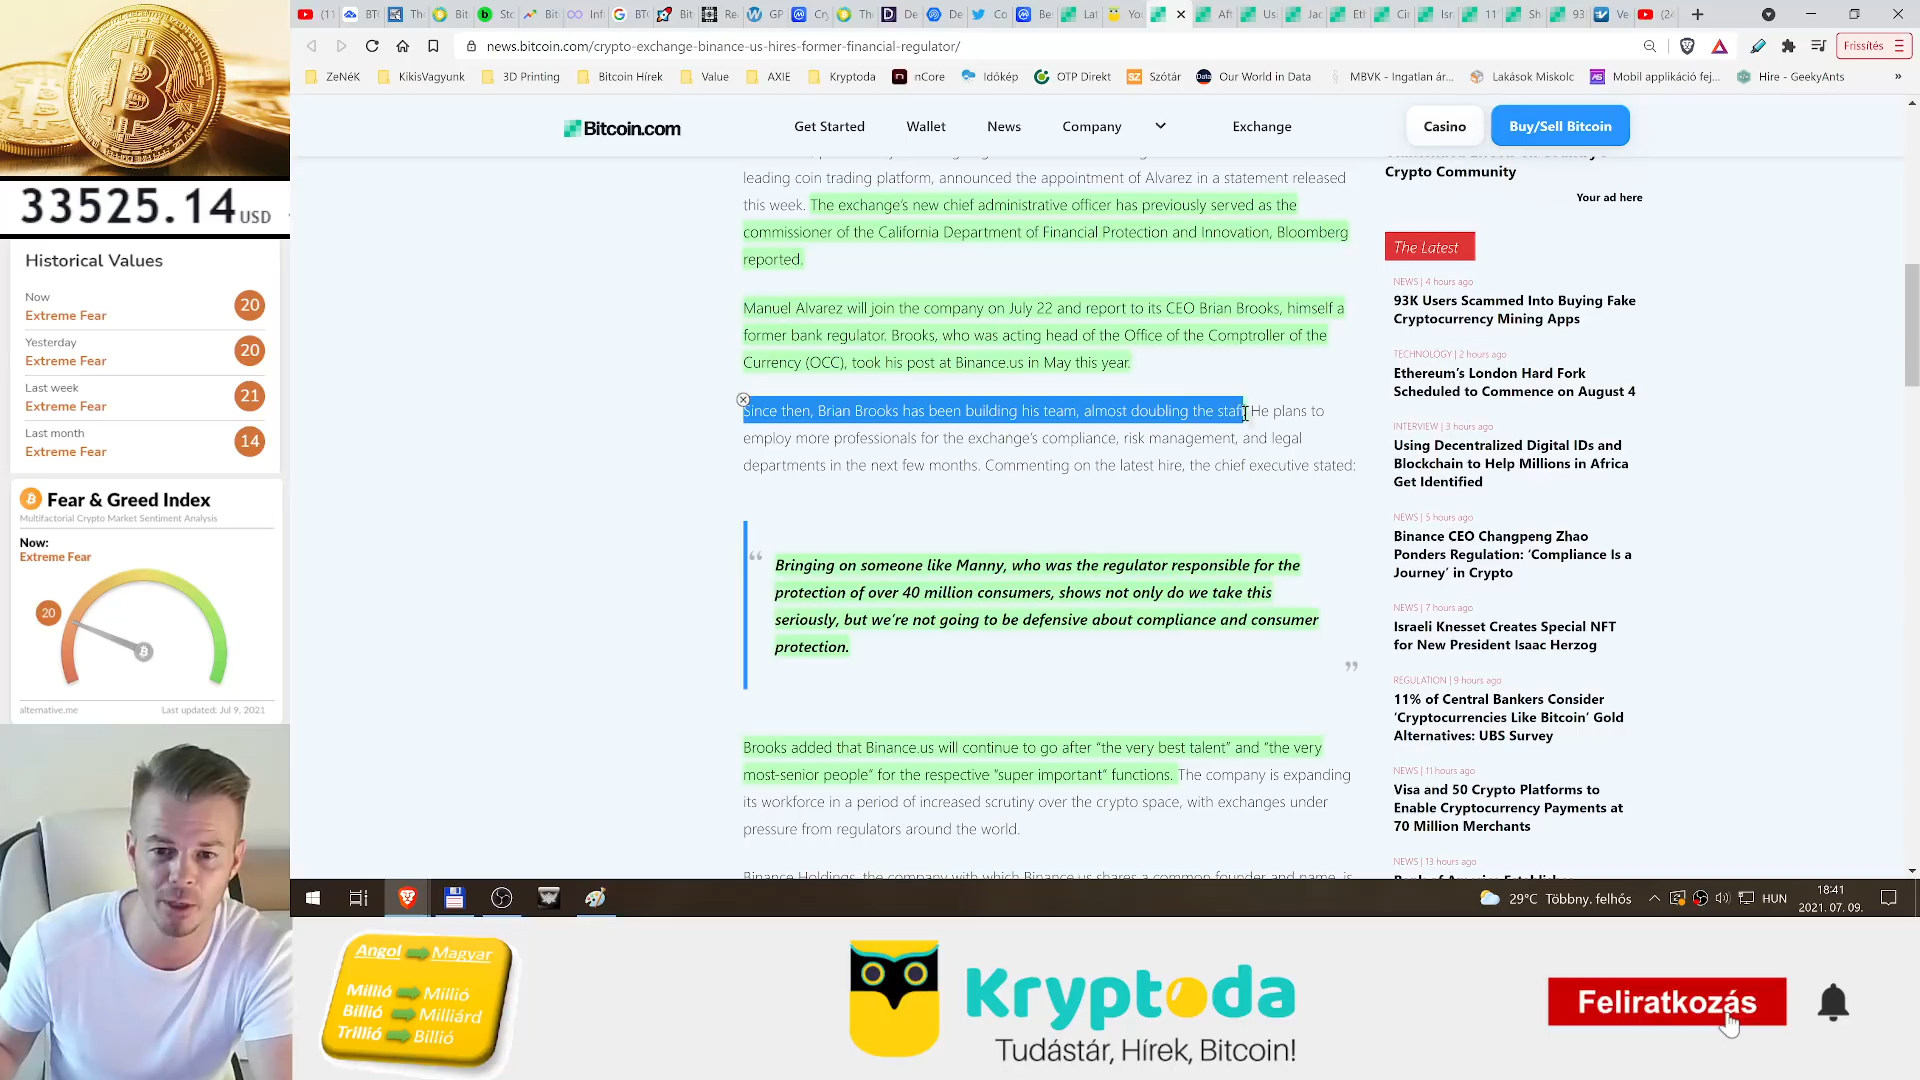 33525.14 USD
Historical Values
Now
Extreme Fear
20
Yesterday
Extreme Fear
20
Last week
Extreme Fear
21
Last month
Extreme Fear
14
Fear & Greed Index
Multifactorial Crypto Market Sentiment Analysis
Now:
Extreme Fear
20
alternative.me
Last updated: Jul 9, 2021
news.bitcoin.com/crypto-exchange-binance-us-hires-former-financial-regulator/
Frissítés
ZeNéK
KikisVagyunk
3D Printing
Bitcoin Hírek
Value
AXIE
Kryptoda
nCore
Időkép
OTP Direkt
Szótár
Our World in Data
MBVK - Ingatlan ár...
Lakások Miskolc
Mobil applikáció fej...
Hire - GeekyAnts
Bitcoin.com
Get Started
Wallet
News
Company
Exchange
Casino
Buy/Sell Bitcoin
leading coin trading platform, announced the appointment of Alvarez in a statement released
this week. The exchange's new chief administrative officer has previously served as the
commissioner of the California Department of Financial Protection and Innovation, Bloomberg
reported.
Manuel Alvarez will join the company on July 22 and report to its CEO Brian Brooks, himself a
former bank regulator. Brooks, who was acting head of the Office of the Comptroller of the
Currency (OCC), took his post at Binance.us in May this year.
Since then, Brian Brooks has been building his team, almost doubling the staff. He plans to
employ more professionals for the exchange's compliance, risk management, and legal
departments in the next few months. Commenting on the latest hire, the chief executive stated:
“
Bringing on someone like Manny, who was the regulator responsible for the
protection of over 40 million consumers, shows not only do we take this
seriously, but we're not going to be defensive about compliance and consumer
protection.
”
Brooks added that Binance.us will continue to go after “the very best talent” and “the very
most-senior people” for the respective “super important” functions. The company is expanding
its workforce in a period of increased scrutiny over the crypto space, with exchanges under
pressure from regulators around the world.
Binance Holdings, the company with which Binance.us shares a common founder and name, is
Crypto Community
Your ad here
The Latest
NEWS | 4 hours ago
93K Users Scammed Into Buying Fake
Cryptocurrency Mining Apps
TECHNOLOGY | 2 hours ago
Ethereum's London Hard Fork
Scheduled to Commence on August 4
INTERVIEW | 3 hours ago
Using Decentralized Digital IDs and
Blockchain to Help Millions in Africa
Get Identified
NEWS | 5 hours ago
Binance CEO Changpeng Zhao
Ponders Regulation: ‘Compliance Is a
Journey’ in Crypto
NEWS | 7 hours ago
Israeli Knesset Creates Special NFT
for New President Isaac Herzog
REGULATION | 9 hours ago
11% of Central Bankers Consider
‘Cryptocurrencies Like Bitcoin’ Gold
Alternatives: UBS Survey
NEWS | 11 hours ago
Visa and 50 Crypto Platforms to
Enable Cryptocurrency Payments at
70 Million Merchants
NEWS | 13 hours ago
29°C Többny. felhős
HUN
18:41
2021. 07. 09.
Angol Magyar
Millió Millió
Billió Milliárd
Trillió Billió
Kryptoda
Tudástár, Hírek, Bitcoin!
Feliratkozás